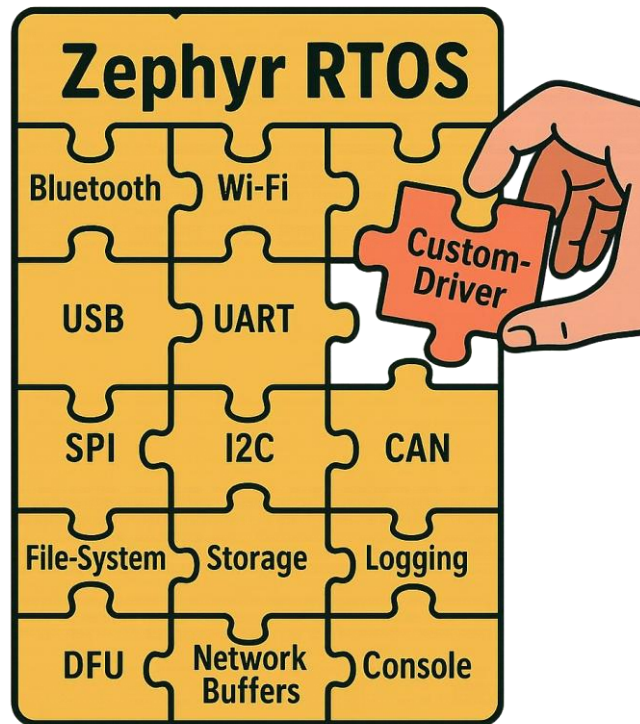 Zephyr RTOS
Bluetooth
Wi-Fi
Custom-
Driver
USB
UART
SPI
I2C
CAN
File-System
Storage
Logging
DFU
Network
Buffers
Console